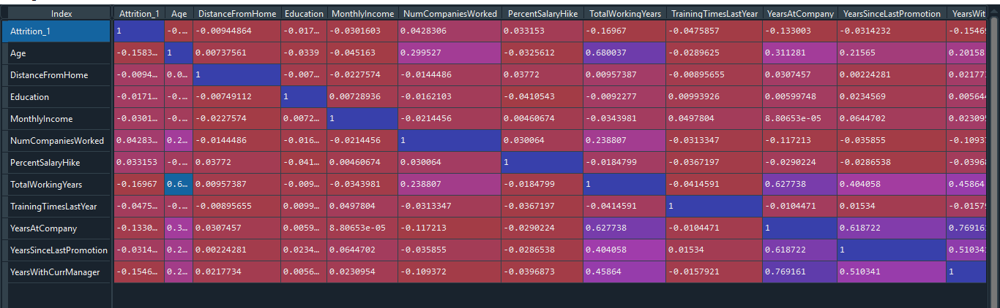 Index Attrition_1 Age DistanceFromHome Education MonthlyIncome NumCompaniesWorked PercentSalaryHike TotalWorkingYears TrainingTimesLastYear YearsAtCompany YearsSinceLastPromotion YearsWit
Attrition_1 1 -0.… -0.00944864 -0.017… -0.0301603 0.0428306 0.033153 -0.16967 -0.0475857 -0.133003 -0.0314232 -0.1546
Age -0.1583… 1 0.00737561 -0.0339 -0.045163 0.299527 -0.0325612 0.680037 -0.0289625 0.311281 0.21565 0.20158
DistanceFromHome -0.0094… 0.0… 1 -0.007… -0.0227574 -0.0144486 0.03772 0.00957387 -0.00895655 0.0307457 0.00224281 0.02177
Education -0.0171… -0.… -0.00749112 1 0.00728936 -0.0162103 -0.0410543 -0.0092277 0.00993926 0.00599748 0.0234569 0.00564
MonthlyIncome -0.0301… -0.… -0.0227574 0.0072… 1 -0.0214456 0.00460674 -0.0343981 0.0497804 8.80653e-05 0.0644702 0.02309
NumCompaniesWorked 0.04283… 0.2… -0.0144486 -0.016… -0.0214456 1 0.030064 0.238807 -0.0313347 -0.117213 -0.035855 -0.1093
PercentSalaryHike 0.033153 -0.… 0.03772 -0.041… 0.00460674 0.030064 1 -0.0184799 -0.0367197 -0.0290224 -0.0286538 -0.0396
TotalWorkingYears -0.16967 0.6… 0.00957387 -0.009… -0.0343981 0.238807 -0.0184799 1 -0.0414591 0.627738 0.404058 0.45864
TrainingTimesLastYear -0.0475… -0.… -0.00895655 0.0099… 0.0497804 -0.0313347 -0.0367197 -0.0414591 1 -0.0104471 0.01534 -0.0157
YearsAtCompany -0.1330… 0.3… 0.0307457 0.0059… 8.80653e-05 -0.117213 -0.0290224 0.627738 -0.0104471 1 0.618722 0.769161
YearsSinceLastPromotion -0.0314… 0.2… 0.00224281 0.0234… 0.0644702 -0.035855 -0.0286538 0.404058 0.01534 0.618722 1 0.510341
YearsWithCurrManager -0.1546… 0.2… 0.0217734 0.0056… 0.0230954 -0.109372 -0.0396873 0.45864 -0.0157921 0.769161 0.510341 1